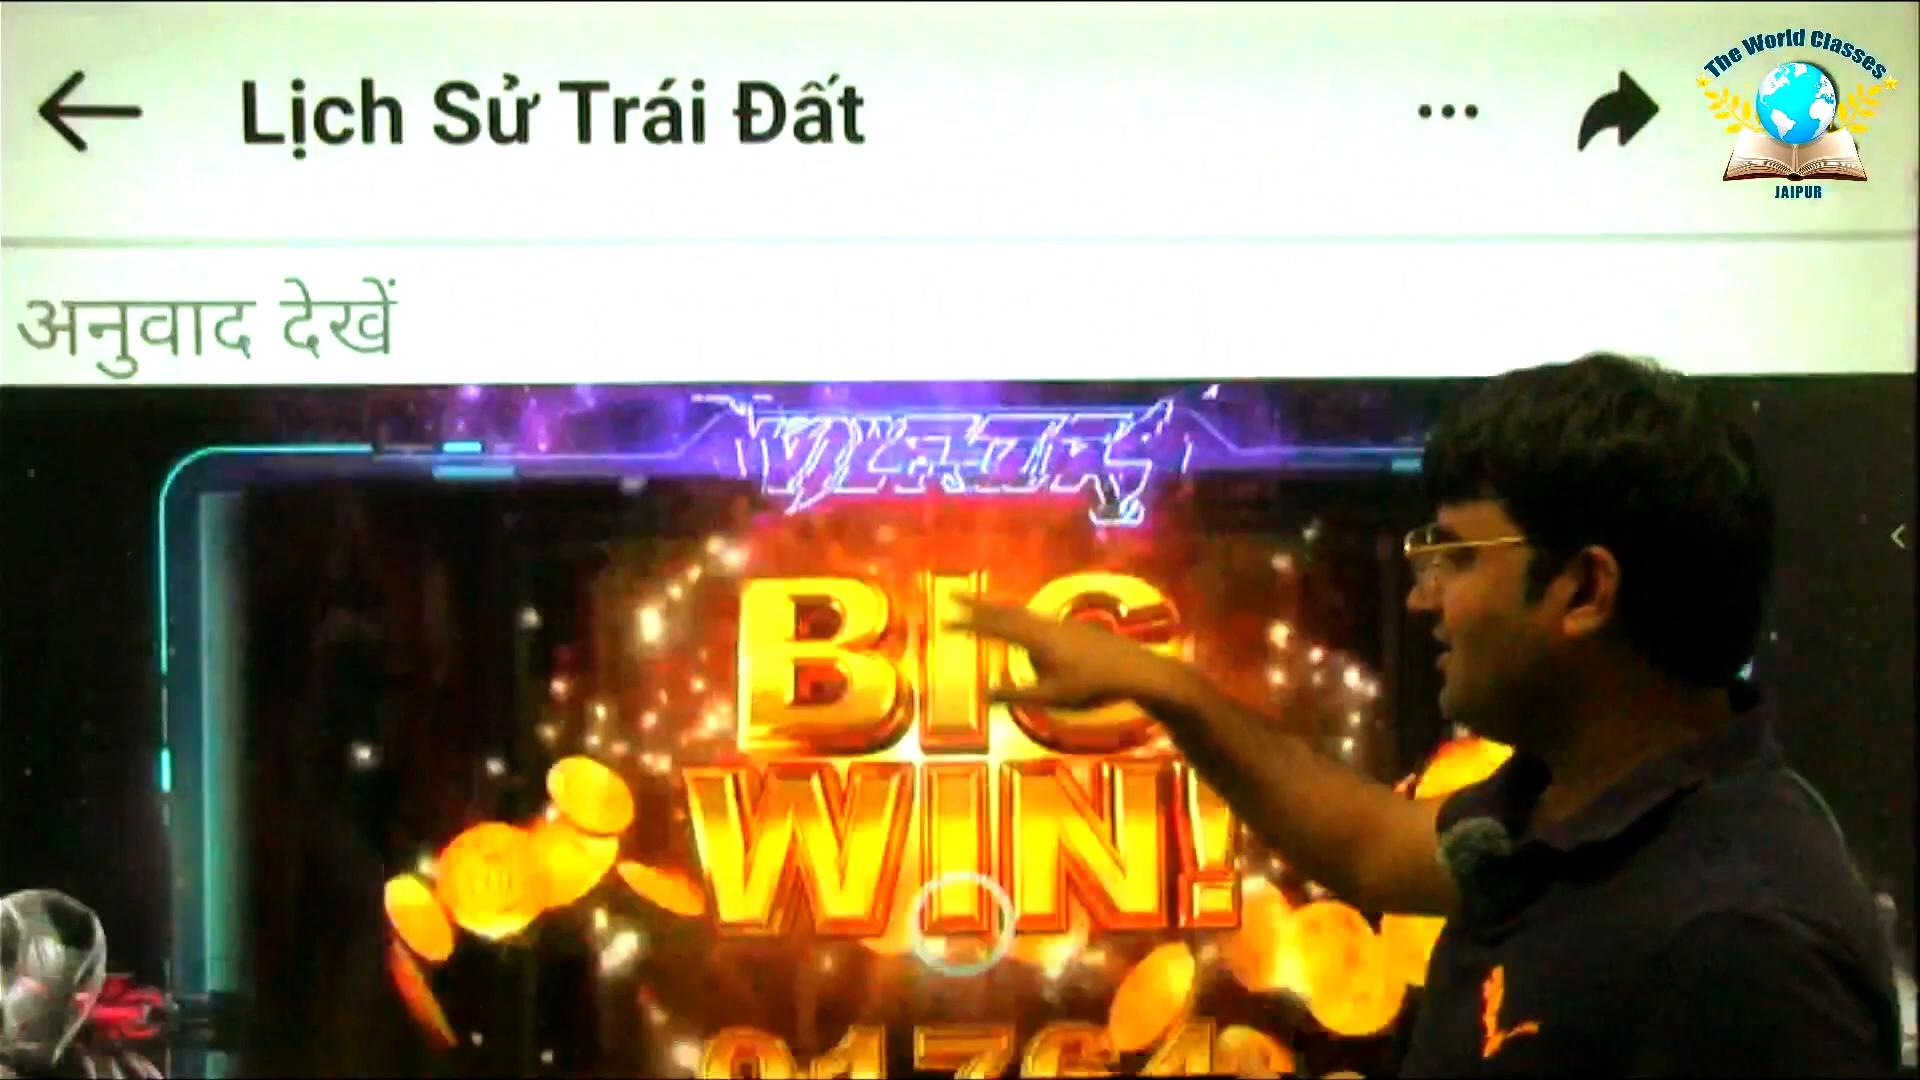 Lịch Sử Trái Đất
The World Classes
JAIPUR
अनुवाद देखें
BIG
WIN!